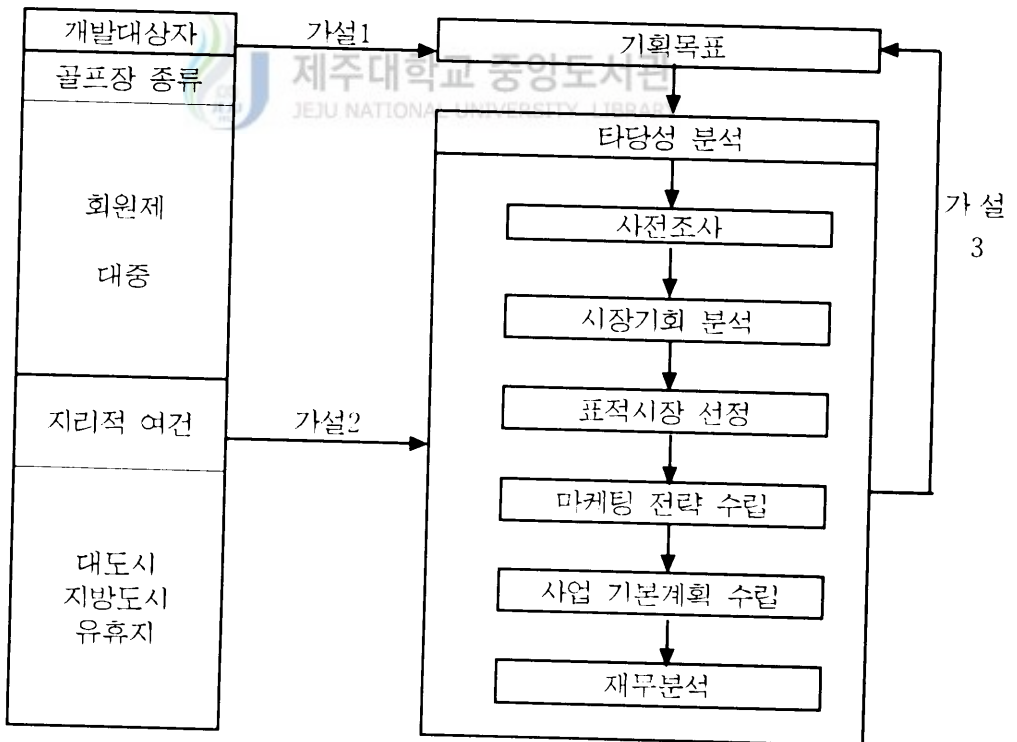 개발대상자
골프장 종류
회원제
대중
지리적 여건
대도시
지방도시
유휴지
가설1
가설2
기획목표
제주대학교 중앙도서관
JEJU NATIONAL UNIVERSITY LIBRARY
타당성 분석
사전조사
시장기회 분석
표적시장 선정
마케팅 전략 수립
사업 기본계획 수립
재무분석
가 설
3